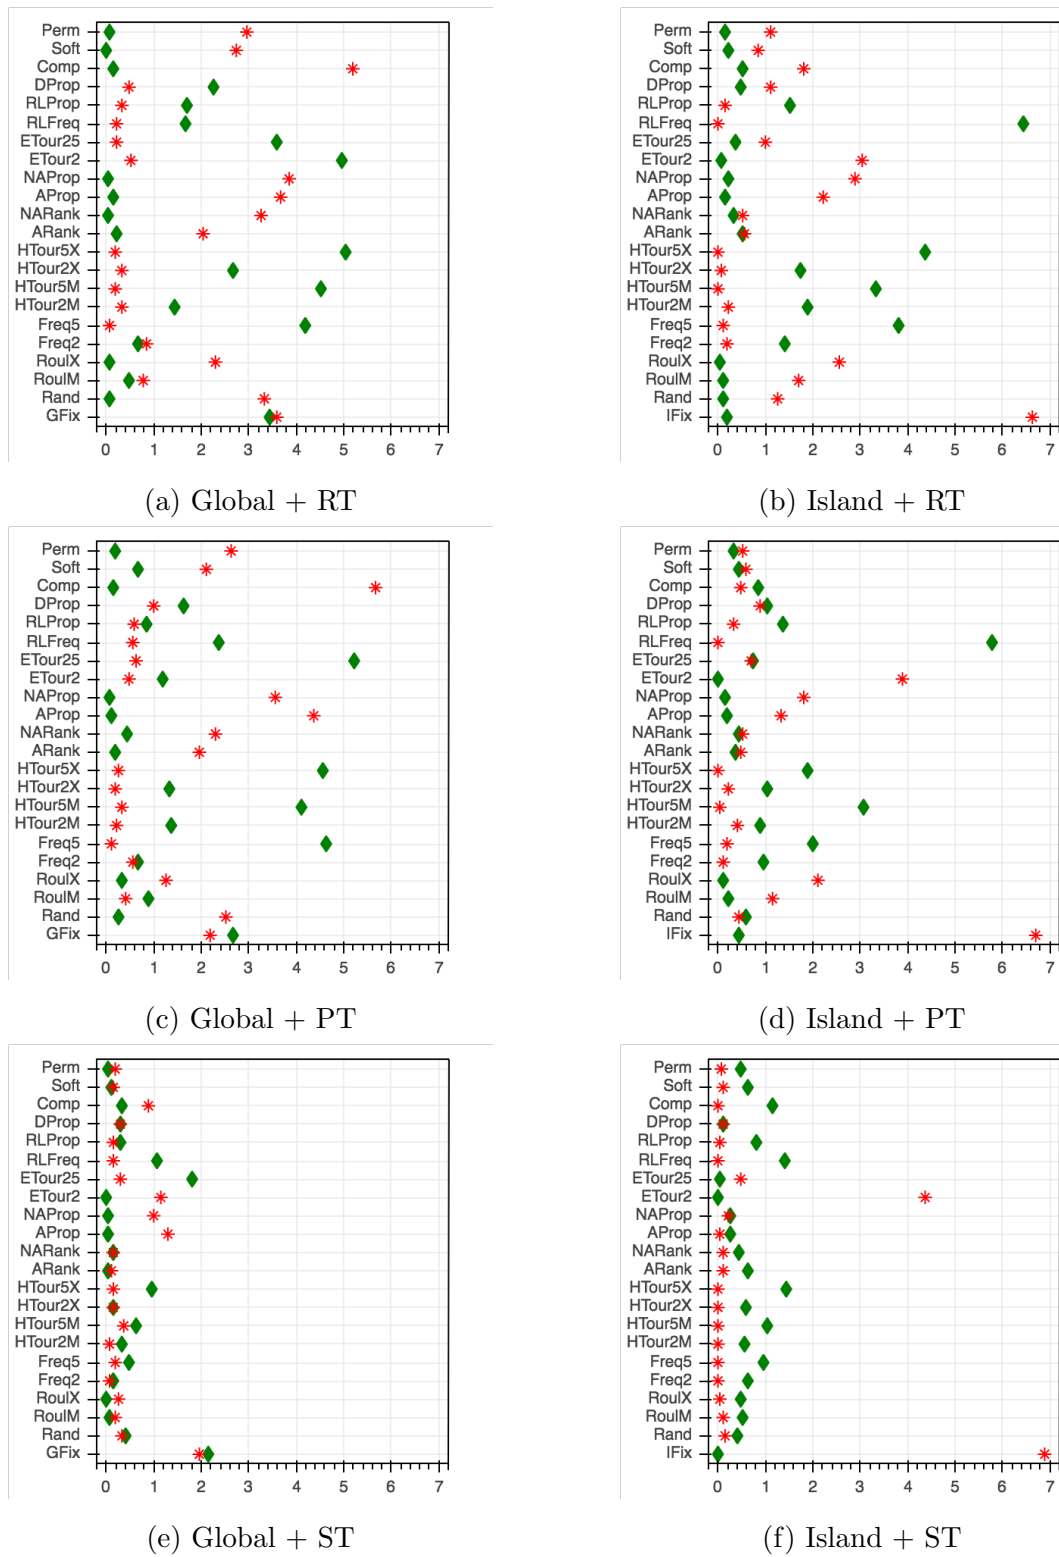 Perm
Soft
Comp
DProp
RLProp
RLFreq
ETour25
ETour2
NAProp
AProp
NARank
ARank
HTour5X
HTour2X
HTour5M
HTour2M
Freq5
Freq2
RoulX
RoulM
Rand
GFix
0 1 2 3 4 5 6 7
(a) Global + RT
Perm
Soft
Comp
DProp
RLProp
RLFreq
ETour25
ETour2
NAProp
AProp
NARank
ARank
HTour5X
HTour2X
HTour5M
HTour2M
Freq5
Freq2
RoulX
RoulM
Rand
IFix
0 1 2 3 4 5 6 7
(b) Island + RT
Perm
Soft
Comp
DProp
RLProp
RLFreq
ETour25
ETour2
NAProp
AProp
NARank
ARank
HTour5X
HTour2X
HTour5M
HTour2M
Freq5
Freq2
RoulX
RoulM
Rand
GFix
0 1 2 3 4 5 6 7
(c) Global + PT
Perm
Soft
Comp
DProp
RLProp
RLFreq
ETour25
ETour2
NAProp
AProp
NARank
ARank
HTour5X
HTour2X
HTour5M
HTour2M
Freq5
Freq2
RoulX
RoulM
Rand
IFix
0 1 2 3 4 5 6 7
(d) Island + PT
Perm
Soft
Comp
DProp
RLProp
RLFreq
ETour25
ETour2
NAProp
AProp
NARank
ARank
HTour5X
HTour2X
HTour5M
HTour2M
Freq5
Freq2
RoulX
RoulM
Rand
GFix
0 1 2 3 4 5 6 7
(e) Global + ST
Perm
Soft
Comp
DProp
RLProp
RLFreq
ETour25
ETour2
NAProp
AProp
NARank
ARank
HTour5X
HTour2X
HTour5M
HTour2M
Freq5
Freq2
RoulX
RoulM
Rand
IFix
0 1 2 3 4 5 6 7
(f) Island + ST